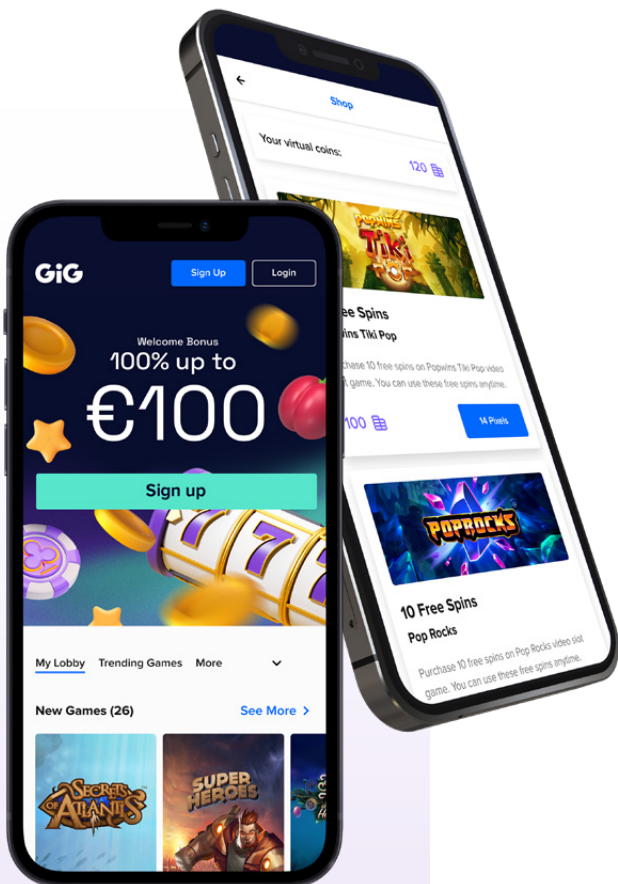 GiG
Sign Up
Login
Welcome Bonus
100% up to
€100
Sign up
777
My Lobby Trending Games More
New Games (26)
See More >
SECRETS
OF ATLANTIS™
SUPER
HEROES
Shop
Your virtual coins:
120
POPWINS
Tiki
POP
ee Spins
ins Tiki Pop
chase 10 free spins on Popwins Tiki Pop video
t game. You can use these free spins anytime.
100
14 Pixels
POPROCKS
10 Free Spins
Pop Rocks
Purchase 10 free spins on Pop Rocks video slot
game. You can use these free spins anytime.